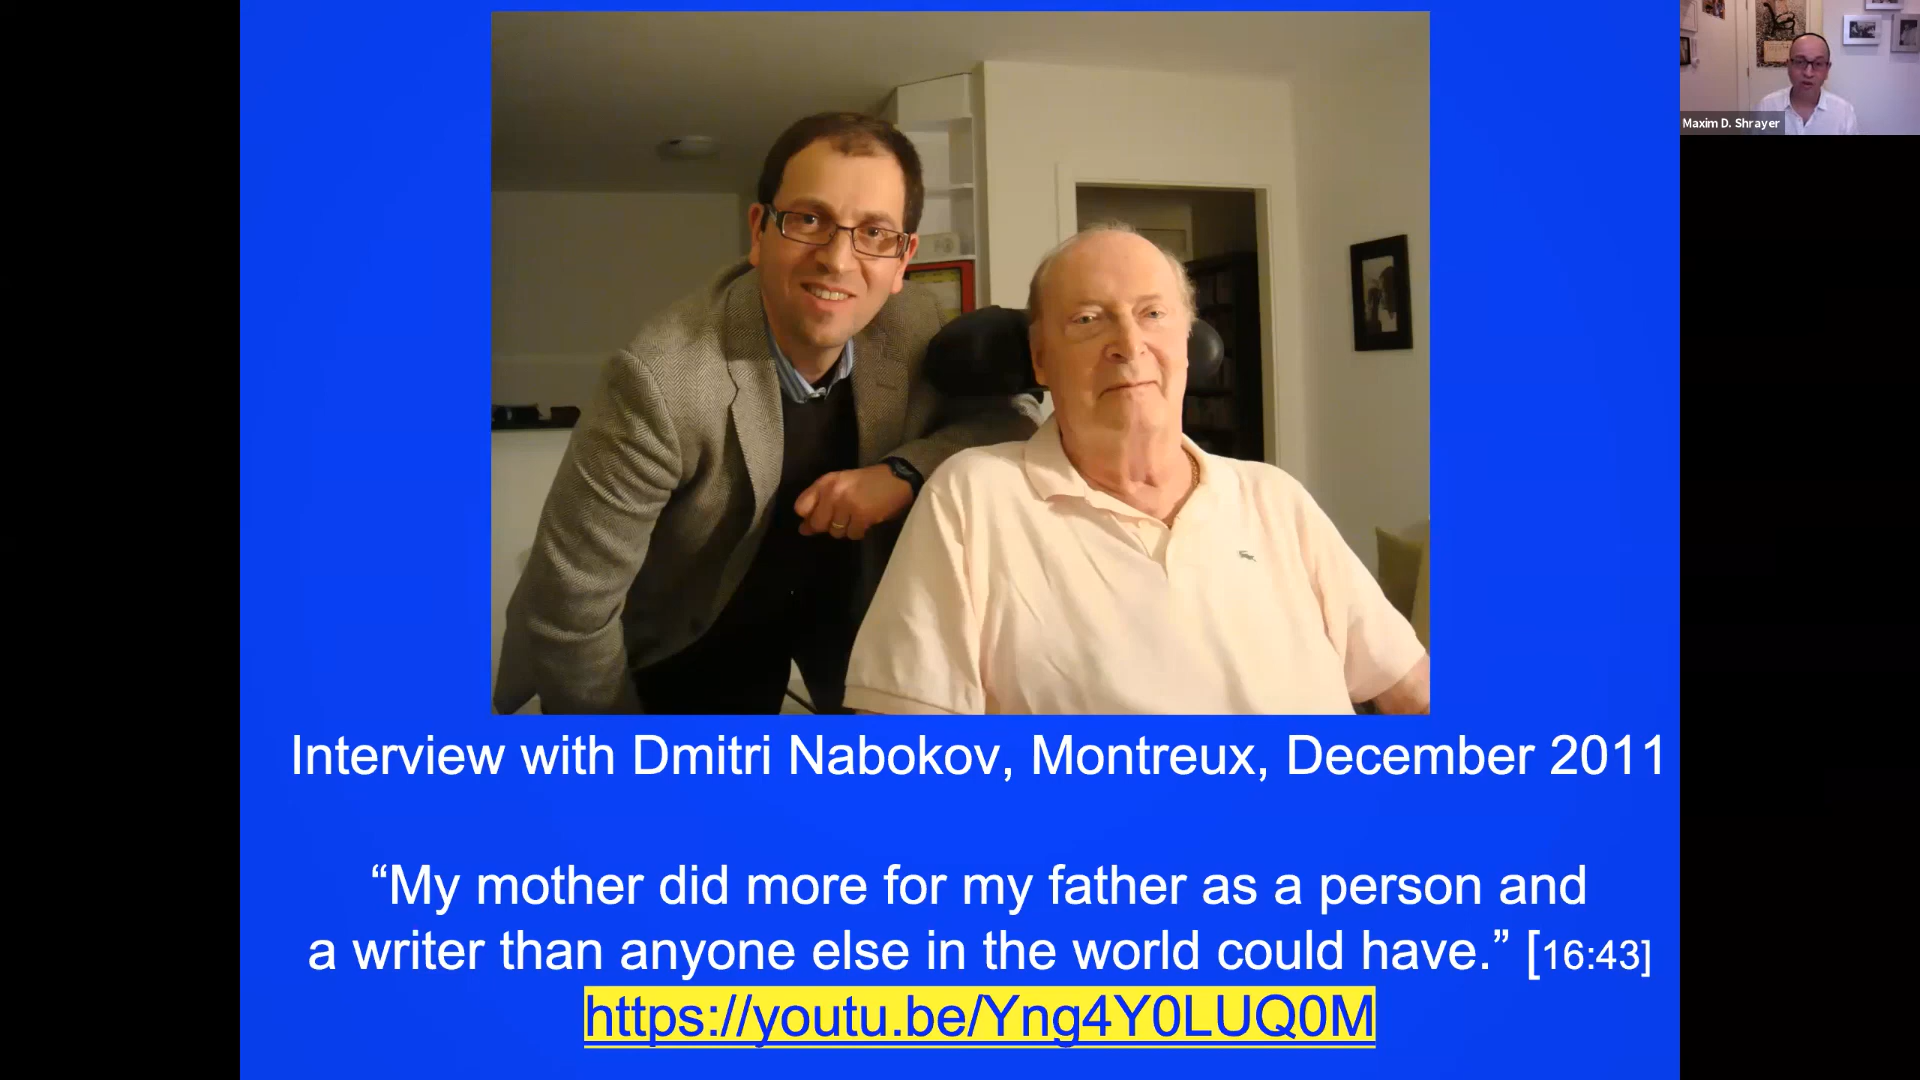 Maxim D. Shrayer
Interview with Dmitri Nabokov, Montreux, December 2011
“My mother did more for my father as a person and
a writer than anyone else in the world could have.” [16:43]
https://youtu.be/Yng4Y0LUQ0M